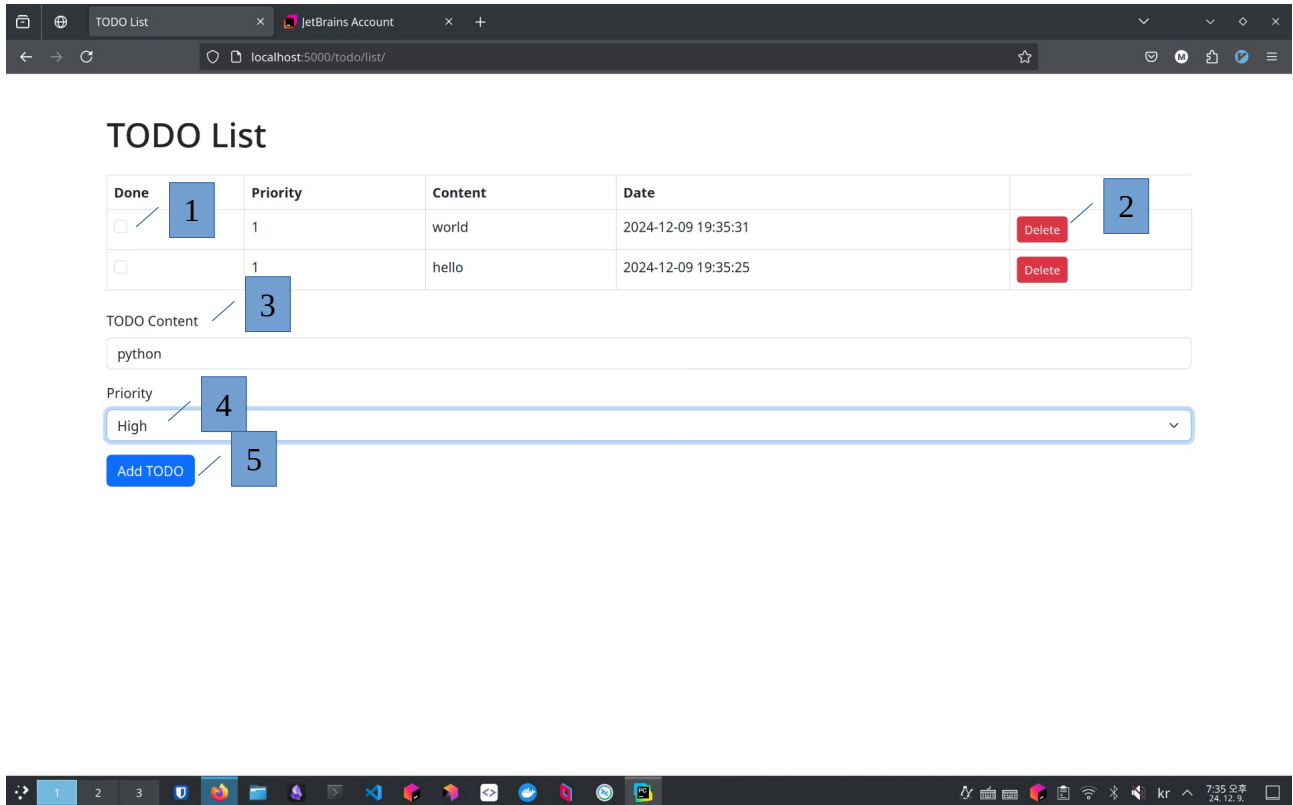 TODO List
JetBrains Account
localhost:5000/todo/list/
M
TODO List
Done Priority Content Date
1 world 2024-12-09 19:35:31 Delete
1 hello 2024-12-09 19:35:25 Delete
1
2
TODO Content
3
python
Priority
4
High
Add TODO
5
1 2 3
PC
kr
7:35 오후
24. 12. 9.